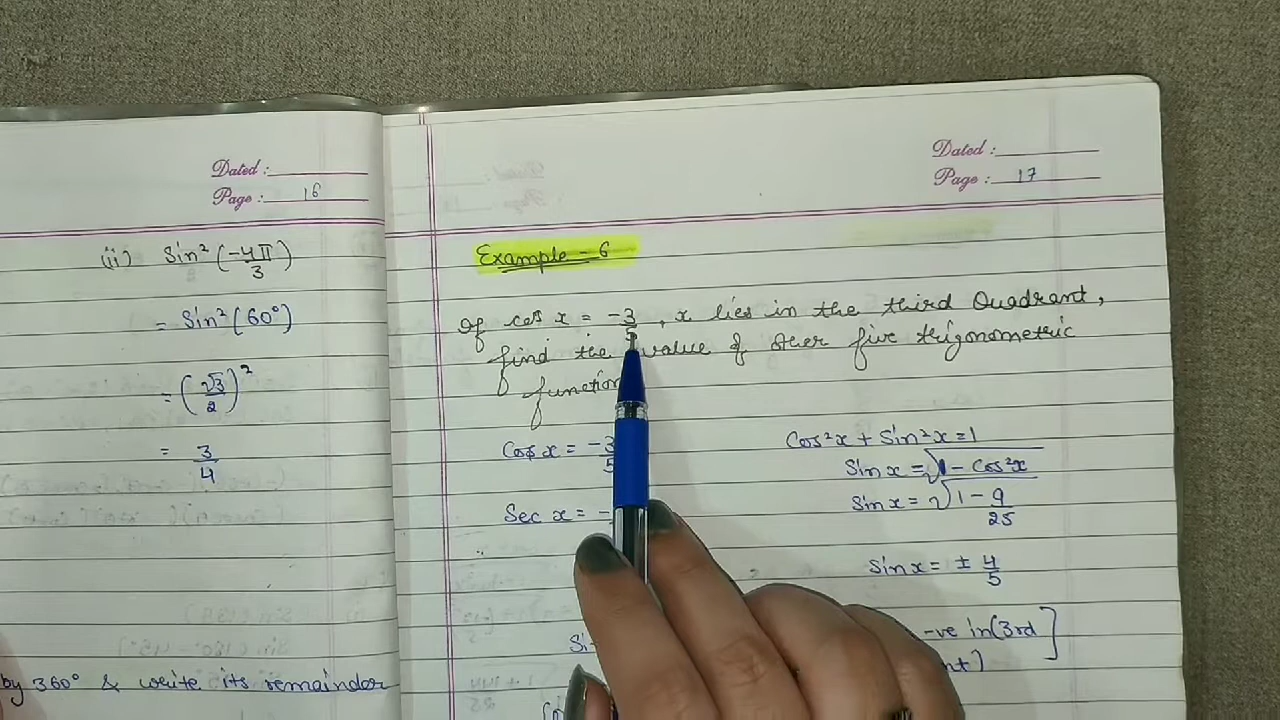 Dated :
Page : 16
(ii) Sin² (-4π/3)
= Sin² (60°)
= (√3/2)²
= 3/4
by 360° & write its remainder
Dated :
Page : 17
Example - 6
If cos x = -3/5, x lies in the third Quadrant,
find the value of other five trigonometric
function
Cos x = -3/5
Sec x = -
Cos²x + Sin²x = 1
Sin x = √1 - Cos²x
Sin x = √1 - 9/25
Sin x = ± 4/5
-ve in (3rd